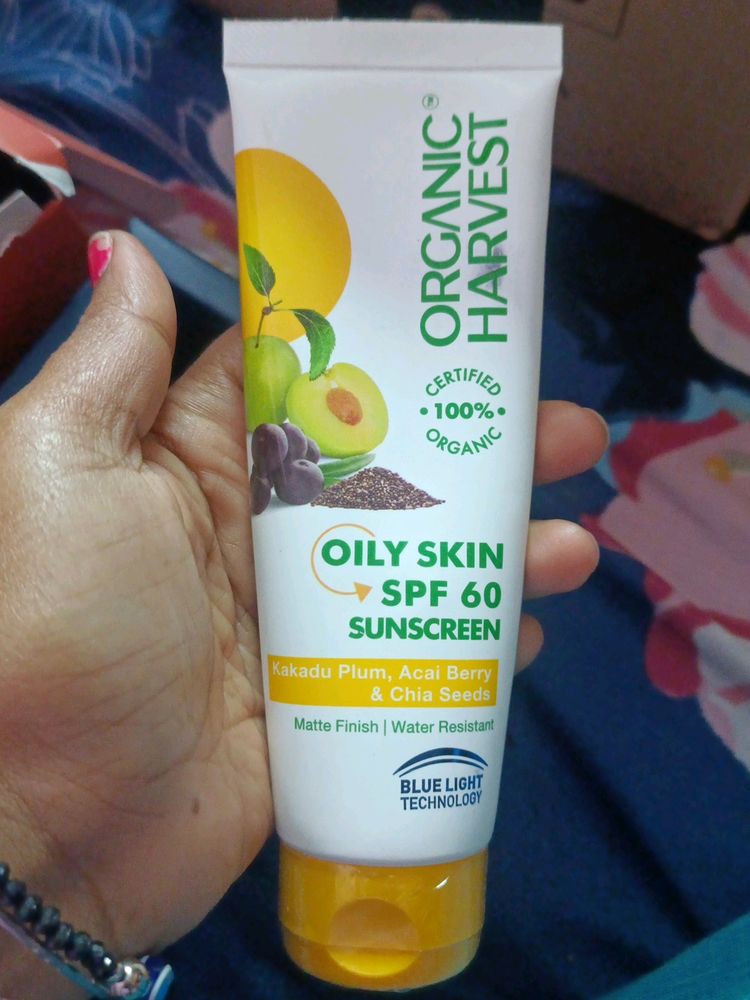 ORGANIC®
HARVEST
CERTIFIED
• 100% •
ORGANIC
OILY SKIN
SPF 60
SUNSCREEN
Kakadu Plum, Acai Berry
& Chia Seeds
Matte Finish | Water Resistant
BLUE LIGHT
TECHNOLOGY